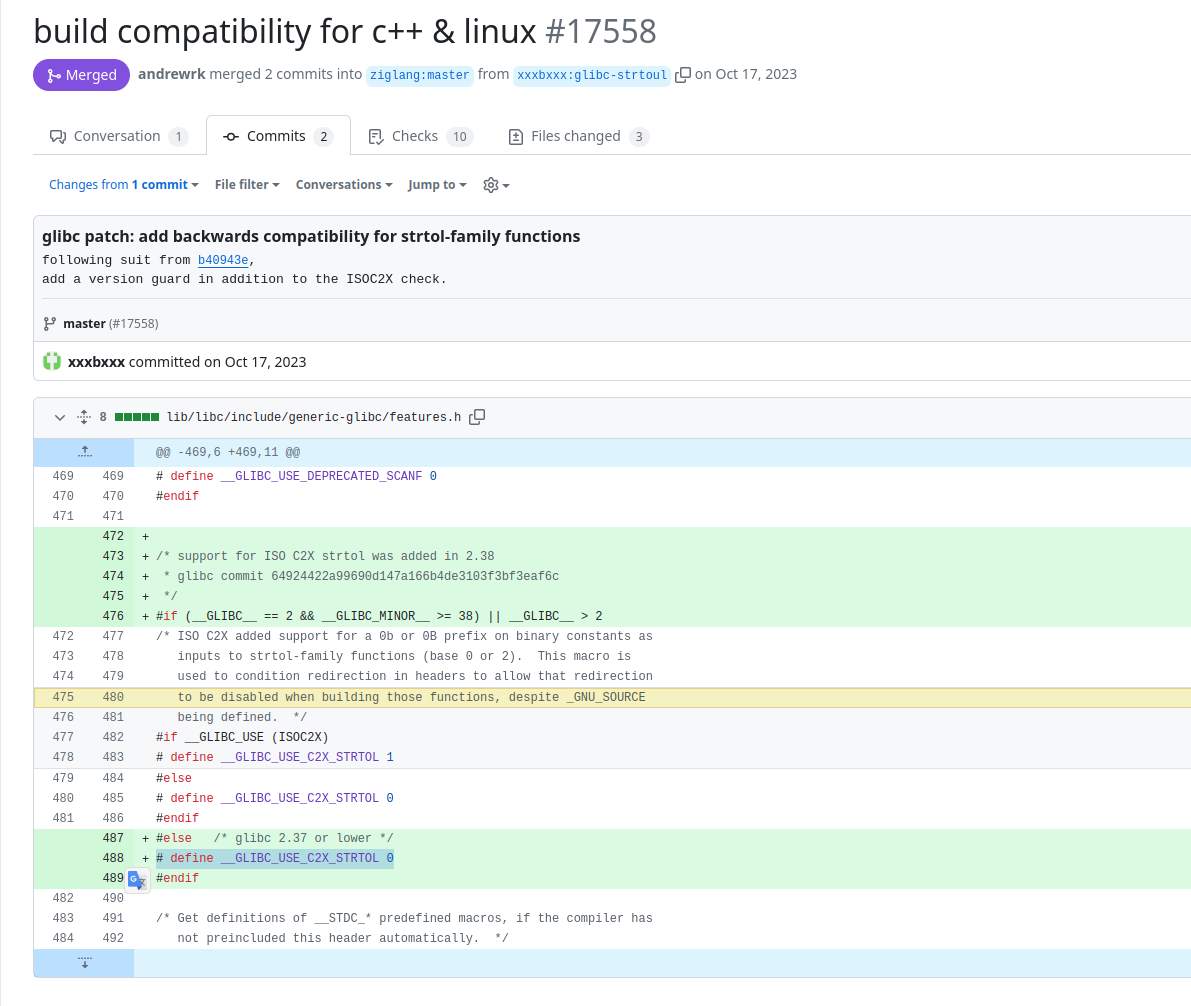 build compatibility for c++ & linux #17558
Merged andrewrk merged 2 commits into ziglang:master from xxxbxxx:glibc-strtoul on Oct 17, 2023
Conversation 1 Commits 2 Checks 10 Files changed 3
Changes from 1 commit File filter Conversations Jump to
glibc patch: add backwards compatibility for strtol-family functions
following suit from b40943e,
add a version guard in addition to the ISOC2X check.
master (#17558)
xxxbxxx committed on Oct 17, 2023
8 lib/libc/include/generic-glibc/features.h
@@ -469,6 +469,11 @@
469 469 # define __GLIBC_USE_DEPRECATED_SCANF 0
470 470 #endif
471 471
472 +
473 + /* support for ISO C2X strtol was added in 2.38
474 + * glibc commit 64924422a99690d147a166b4de3103f3bf3eaf6c
475 + */
476 + #if (__GLIBC__ == 2 && __GLIBC_MINOR__ >= 38) || __GLIBC__ > 2
472 477 /* ISO C2X added support for a 0b or 0B prefix on binary constants as
473 478 inputs to strtol-family functions (base 0 or 2). This macro is
474 479 used to condition redirection in headers to allow that redirection
475 480 to be disabled when building those functions, despite _GNU_SOURCE
476 481 being defined. */
477 482 #if __GLIBC_USE (ISOC2X)
478 483 # define __GLIBC_USE_C2X_STRTOL 1
479 484 #else
480 485 # define __GLIBC_USE_C2X_STRTOL 0
481 486 #endif
487 + #else /* glibc 2.37 or lower */
488 + # define __GLIBC_USE_C2X_STRTOL 0
489 #endif
482 490
483 491 /* Get definitions of __STDC_* predefined macros, if the compiler has
484 492 not preincluded this header automatically. */